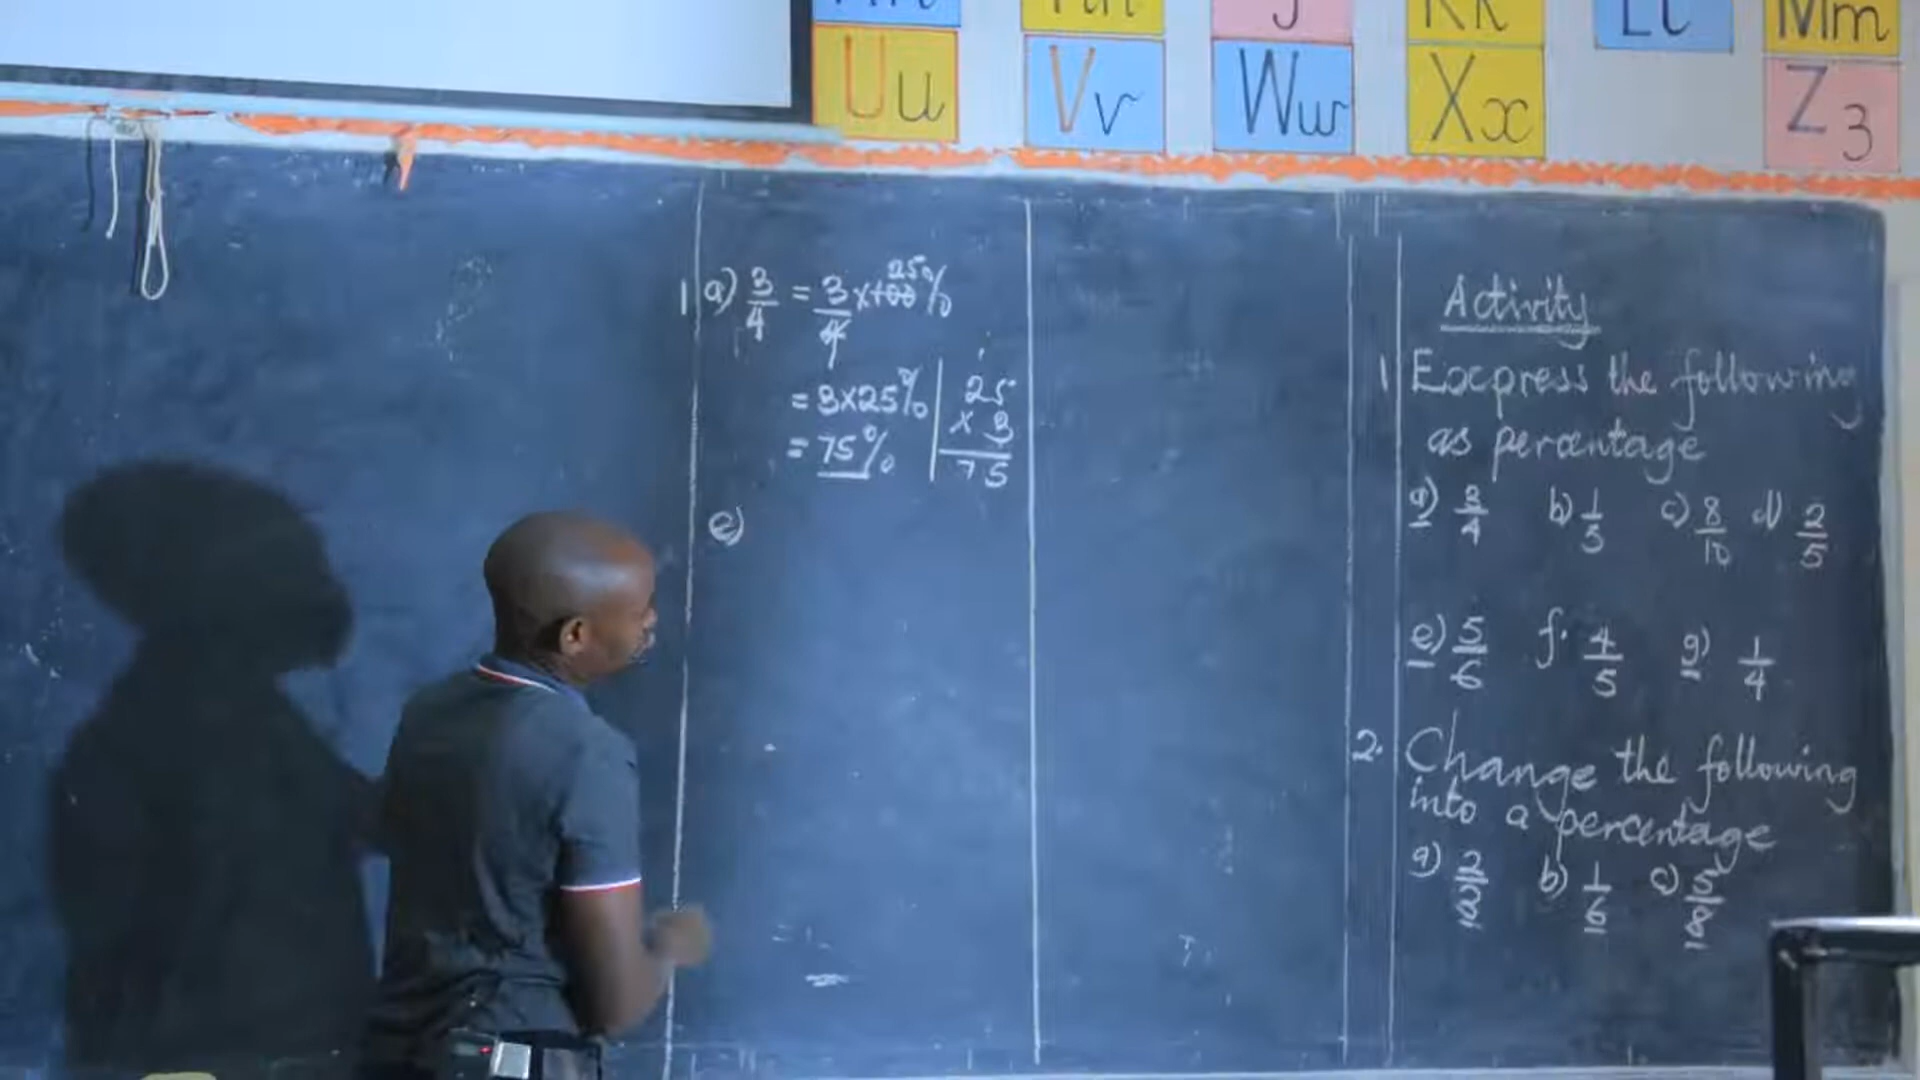 Uu Vv Ww Xx Zz
1 a) 3/4 = 3/4 x 100 25%
= 3x25%
= 75%
25
x 3
75
e)
Activity
1 Express the following
as percentage
a) 3/4 b) 1/5 c) 8/10 d) 2/5
e) 5/6 f. 4/5 g) 1/4
2. Change the following
into a percentage
a) 2/3 b) 1/6 c) 5/8